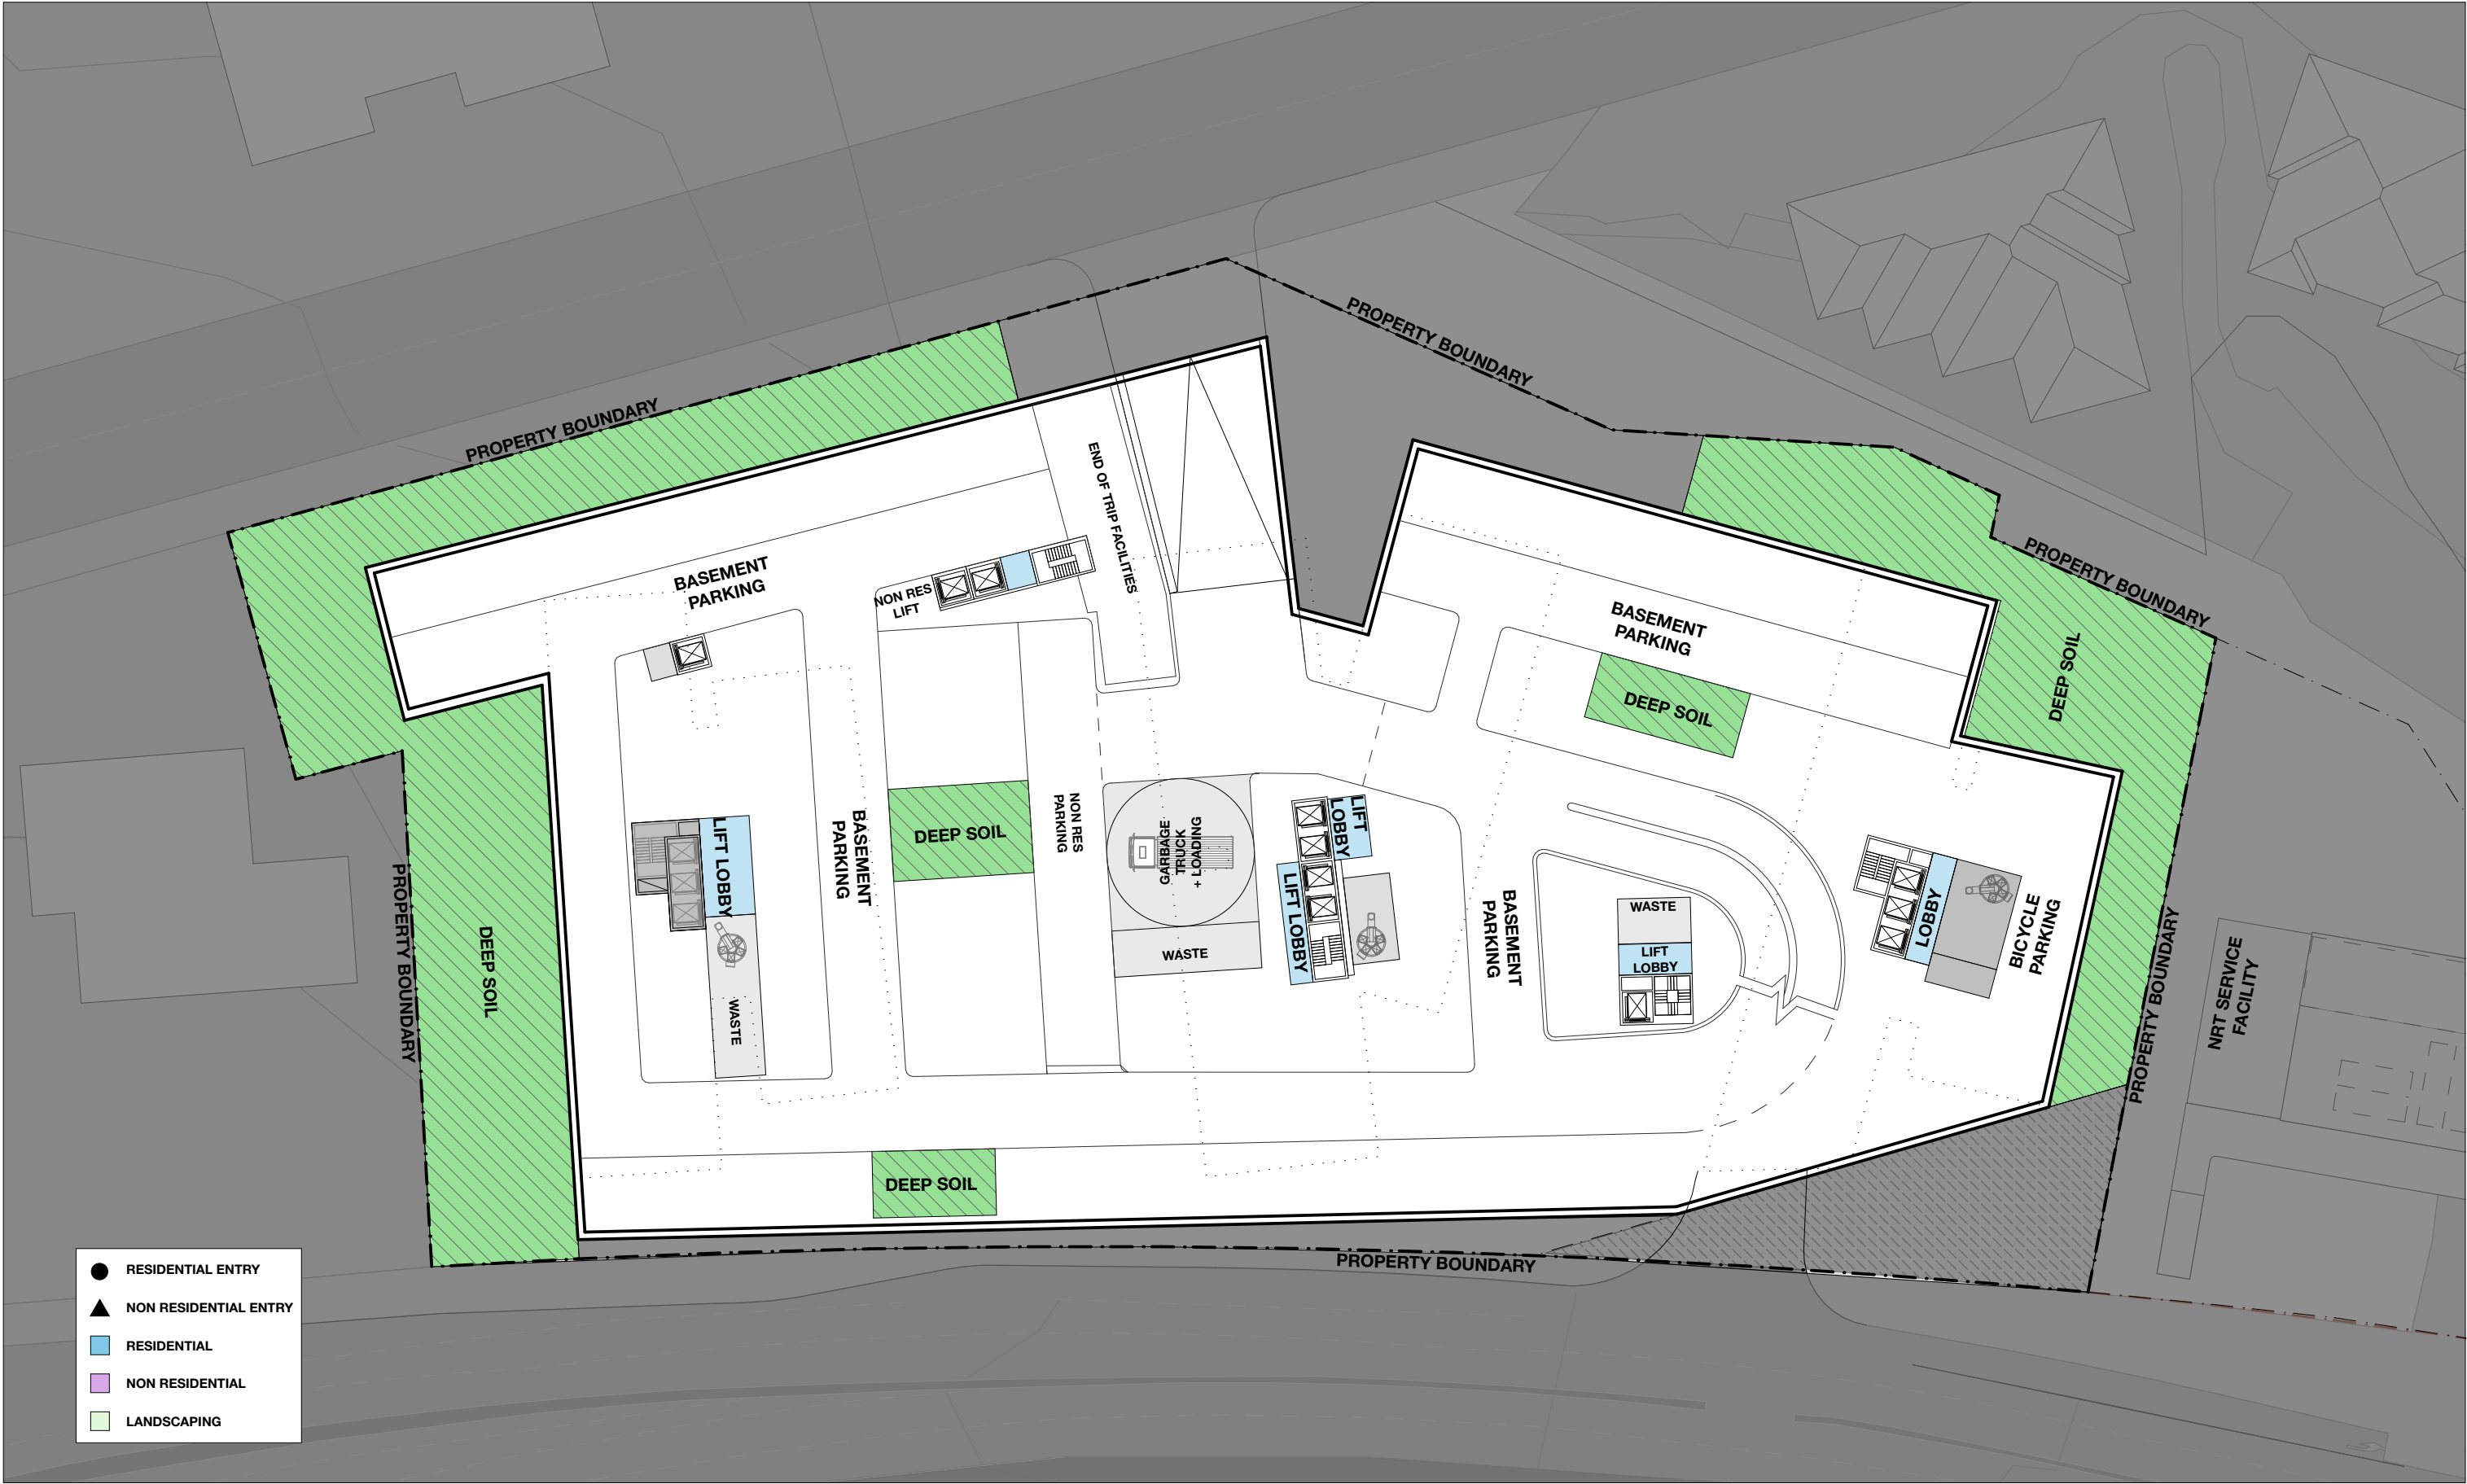 PROPERTY BOUNDARY
PROPERTY BOUNDARY
PROPERTY BOUNDARY
END OF TRIP FACILITIES
BASEMENT
PARKING
NON RES
LIFT
BASEMENT
PARKING
DEEP SOIL
DEEP SOIL
LIFT LOBBY
BASEMENT
PARKING
DEEP SOIL
NON RES
PARKING
GARBAGE
TRUCK
+ LOADING
LIFT
LOBBY
LIFT LOBBY
WASTE
BASEMENT
PARKING
WASTE
LIFT
LOBBY
LOBBY
BICYCLE
PARKING
PROPERTY BOUNDARY
NRT SERVICE
FACILITY
PROPERTY BOUNDARY
DEEP SOIL
WASTE
DEEP SOIL
PROPERTY BOUNDARY
RESIDENTIAL ENTRY
NON RESIDENTIAL ENTRY
RESIDENTIAL
NON RESIDENTIAL
LANDSCAPING